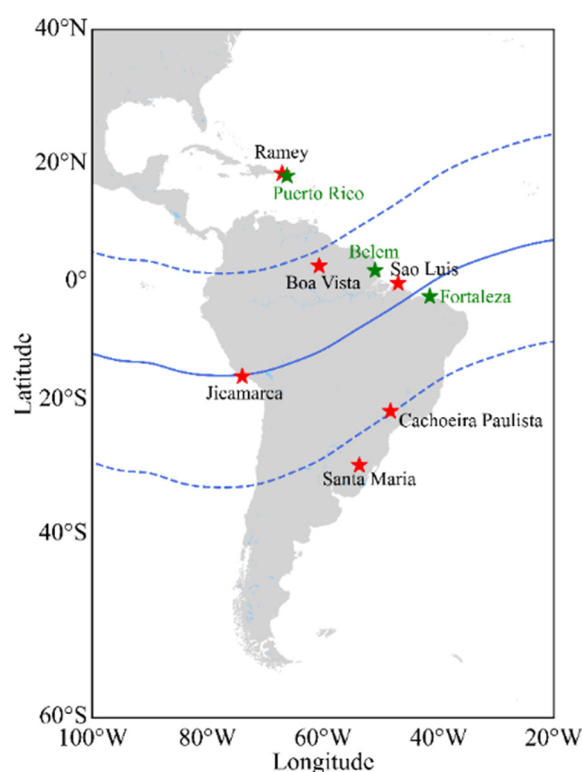 40°N
Ramey
20°N
Puerto Rico
Belem
Sao Luis
0°
Boa Vista
Fortaleza
Latitude
20°S
Jicamarca
Cachoeira Paulista
Santa Maria
40°S
60°S
100°W 80°W 60°W 40°W 20°W
Longitude